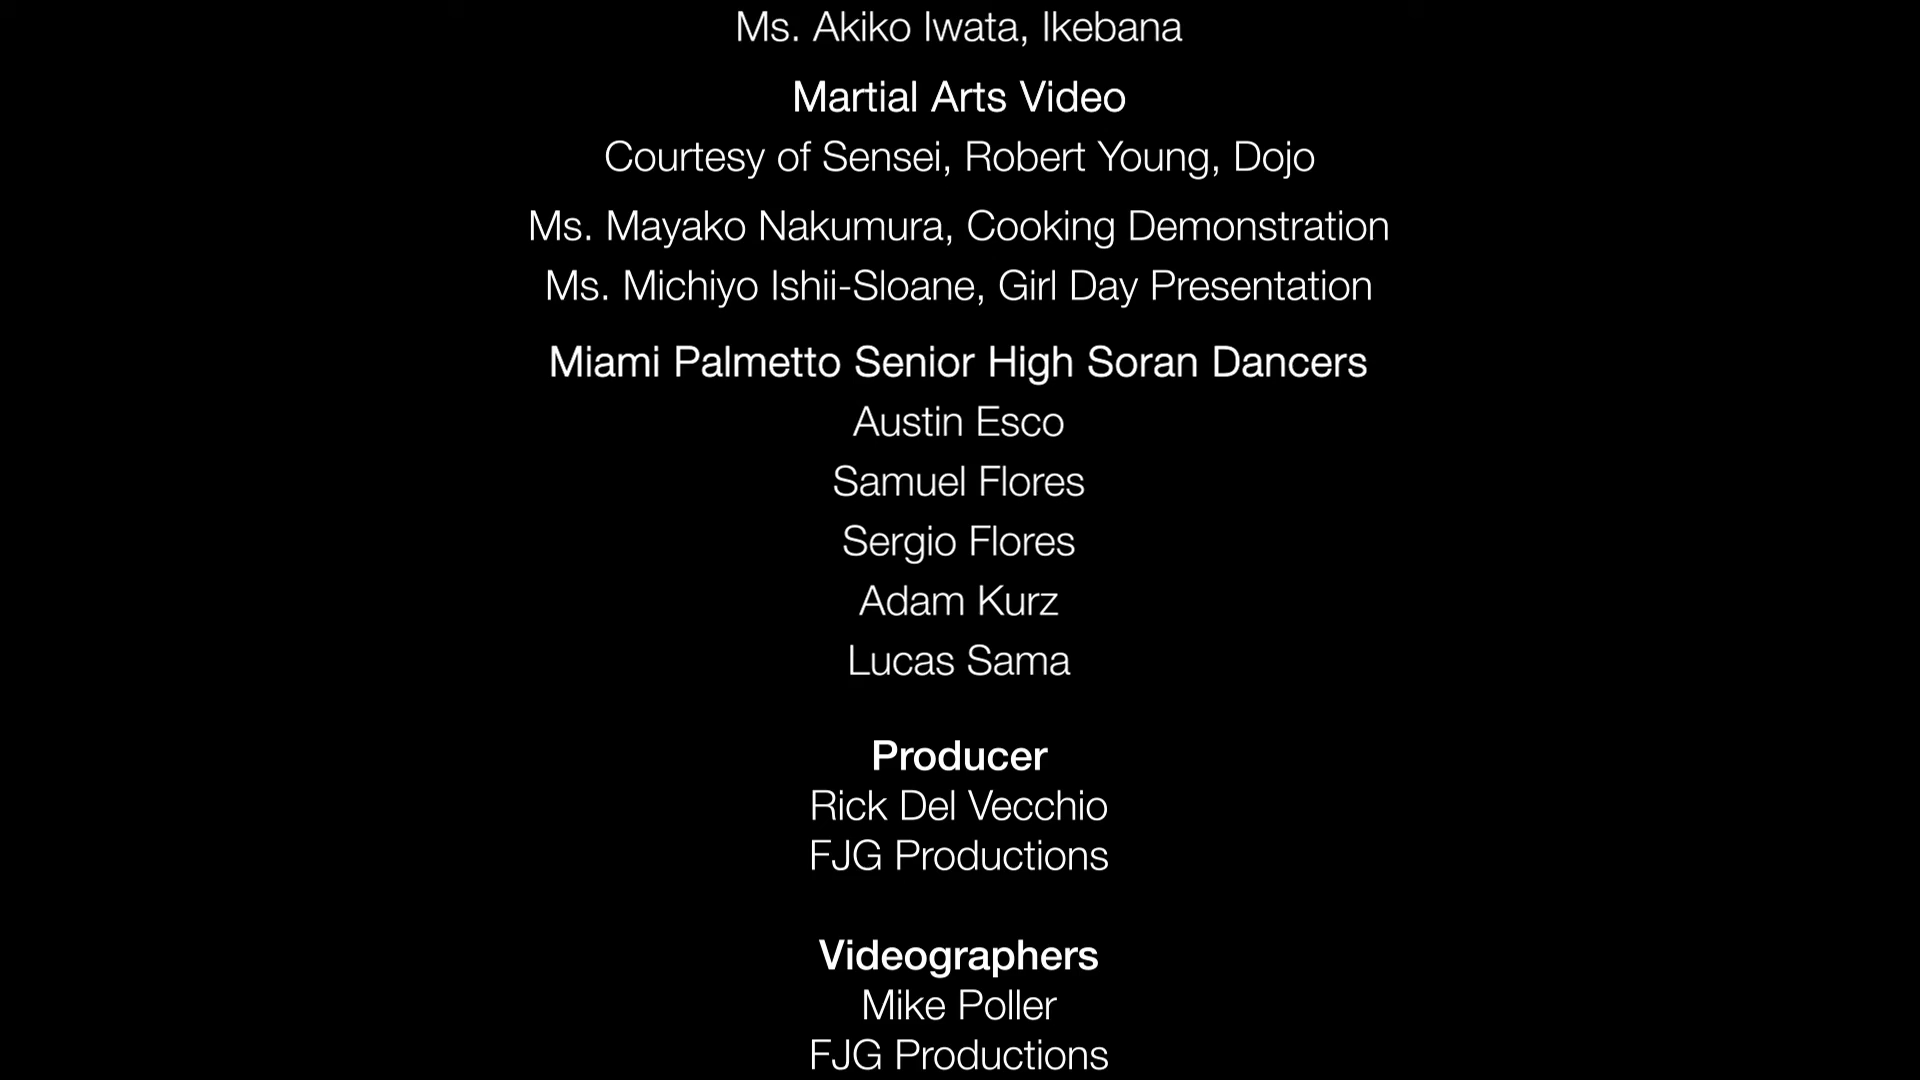 Ms. Akiko Iwata, Ikebana
Martial Arts Video
Courtesy of Sensei, Robert Young, Dojo
Ms. Mayako Nakumura, Cooking Demonstration
Ms. Michiyo Ishii-Sloane, Girl Day Presentation
Miami Palmetto Senior High Soran Dancers
Austin Esco
Samuel Flores
Sergio Flores
Adam Kurz
Lucas Sama
Producer
Rick Del Vecchio
FJG Productions
Videographers
Mike Poller
FJG Productions